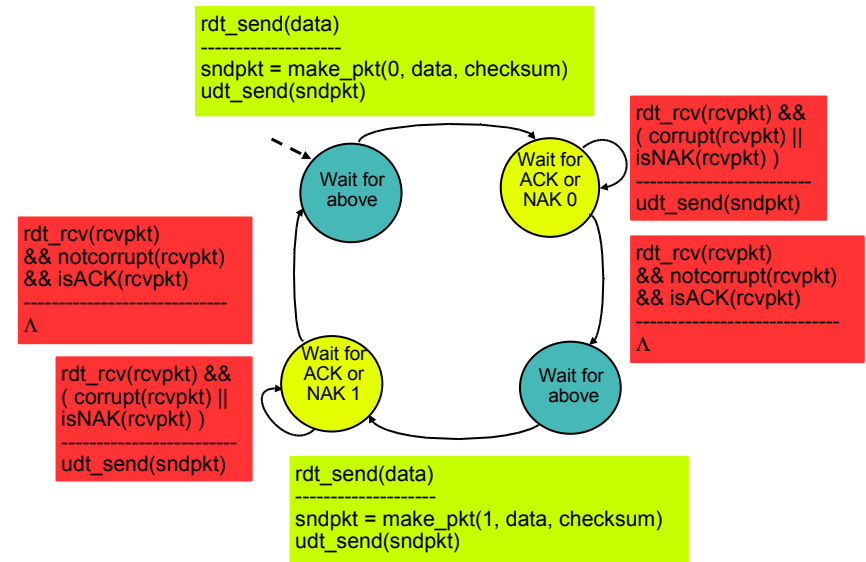 rdt_send(data)
--------------------
sndpkt = make_pkt(0, data, checksum)
udt_send(sndpkt)
Wait for
above
Wait for
ACK or
NAK 0
rdt_rcv(rcvpkt) &&
( corrupt(rcvpkt) ||
isNAK(rcvpkt) )
-------------------------
udt_send(sndpkt)
rdt_rcv(rcvpkt)
&& notcorrupt(rcvpkt)
&& isACK(rcvpkt)
-----------------------------
Λ
rdt_rcv(rcvpkt)
&& notcorrupt(rcvpkt)
&& isACK(rcvpkt)
-----------------------------
Λ
Wait for
ACK or
NAK 1
Wait for
above
rdt_rcv(rcvpkt) &&
( corrupt(rcvpkt) ||
isNAK(rcvpkt) )
-------------------------
udt_send(sndpkt)
rdt_send(data)
--------------------
sndpkt = make_pkt(1, data, checksum)
udt_send(sndpkt)